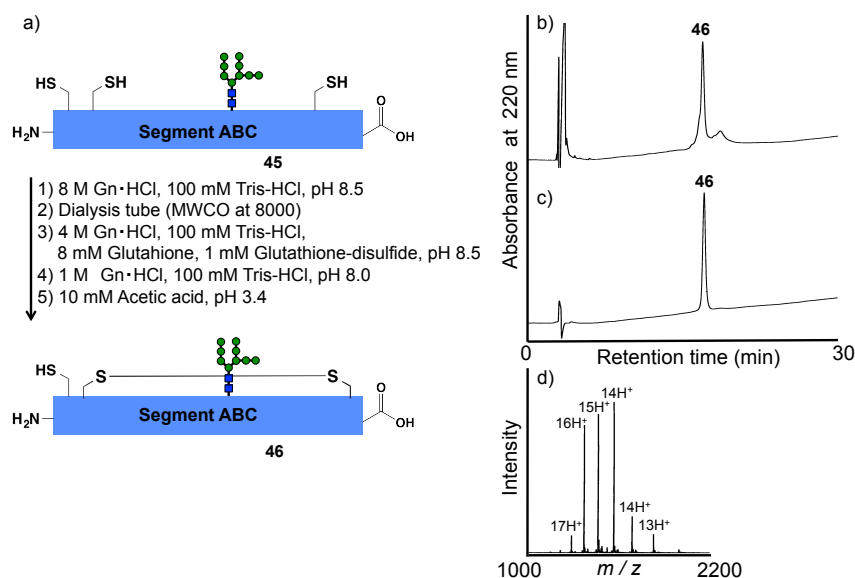 a)
HS
SH
SH
O
H₂N
Segment ABC
OH
45
1) 8 M Gn・HCl, 100 mM Tris-HCl, pH 8.5
2) Dialysis tube (MWCO at 8000)
3) 4 M Gn・HCl, 100 mM Tris-HCl,
8 mM Glutahione, 1 mM Glutathione-disulfide, pH 8.5
4) 1 M Gn・HCl, 100 mM Tris-HCl, pH 8.0
5) 10 mM Acetic acid, pH 3.4
HS
S
S
O
H₂N
Segment ABC
OH
46
b)
46
c)
46
Absorbance at 220 nm
0
30
Retention time (min)
d)
14H⁺
15H⁺
16H⁺
14H⁺
17H⁺
13H⁺
Intensity
1000
m / z
2200